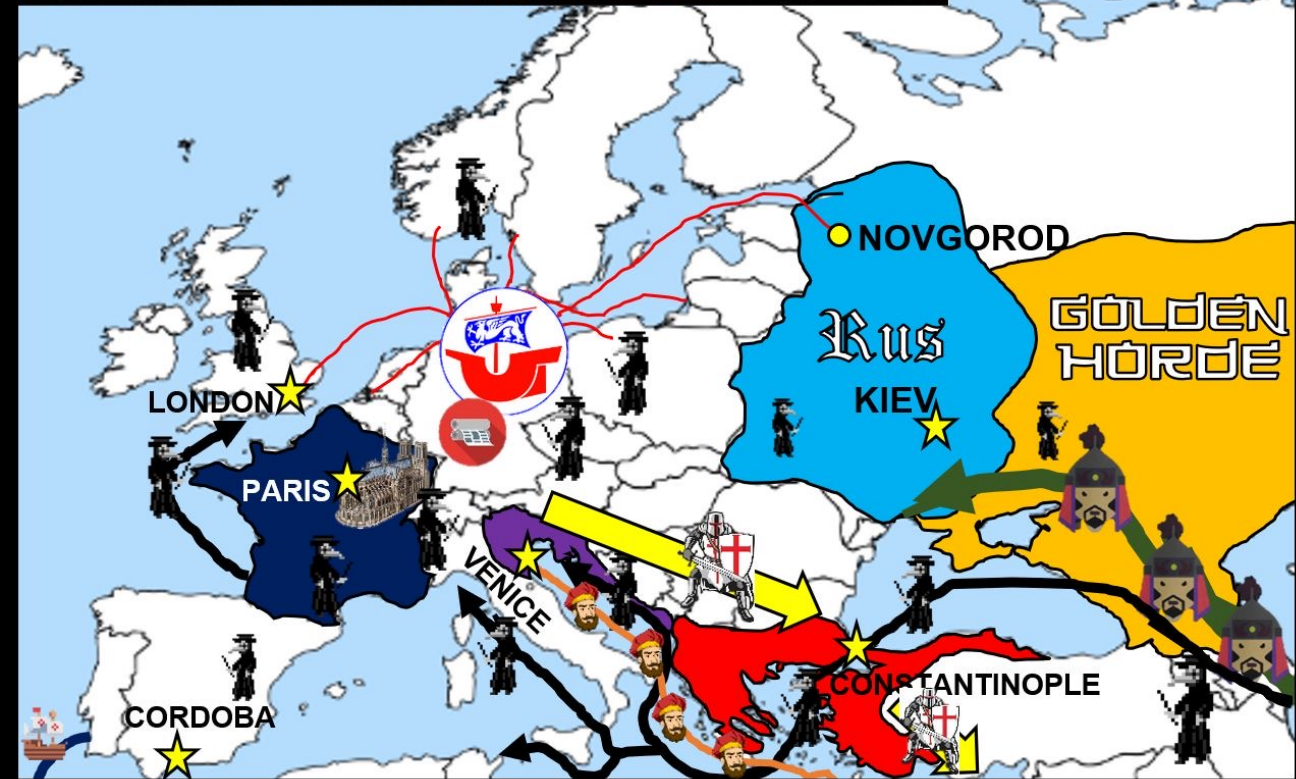 NOVGOROD
GOLDEN
HORDE
Rus
KIEV
LONDON
PARIS
VENICE
CONSTANTINOPLE
CORDOBA